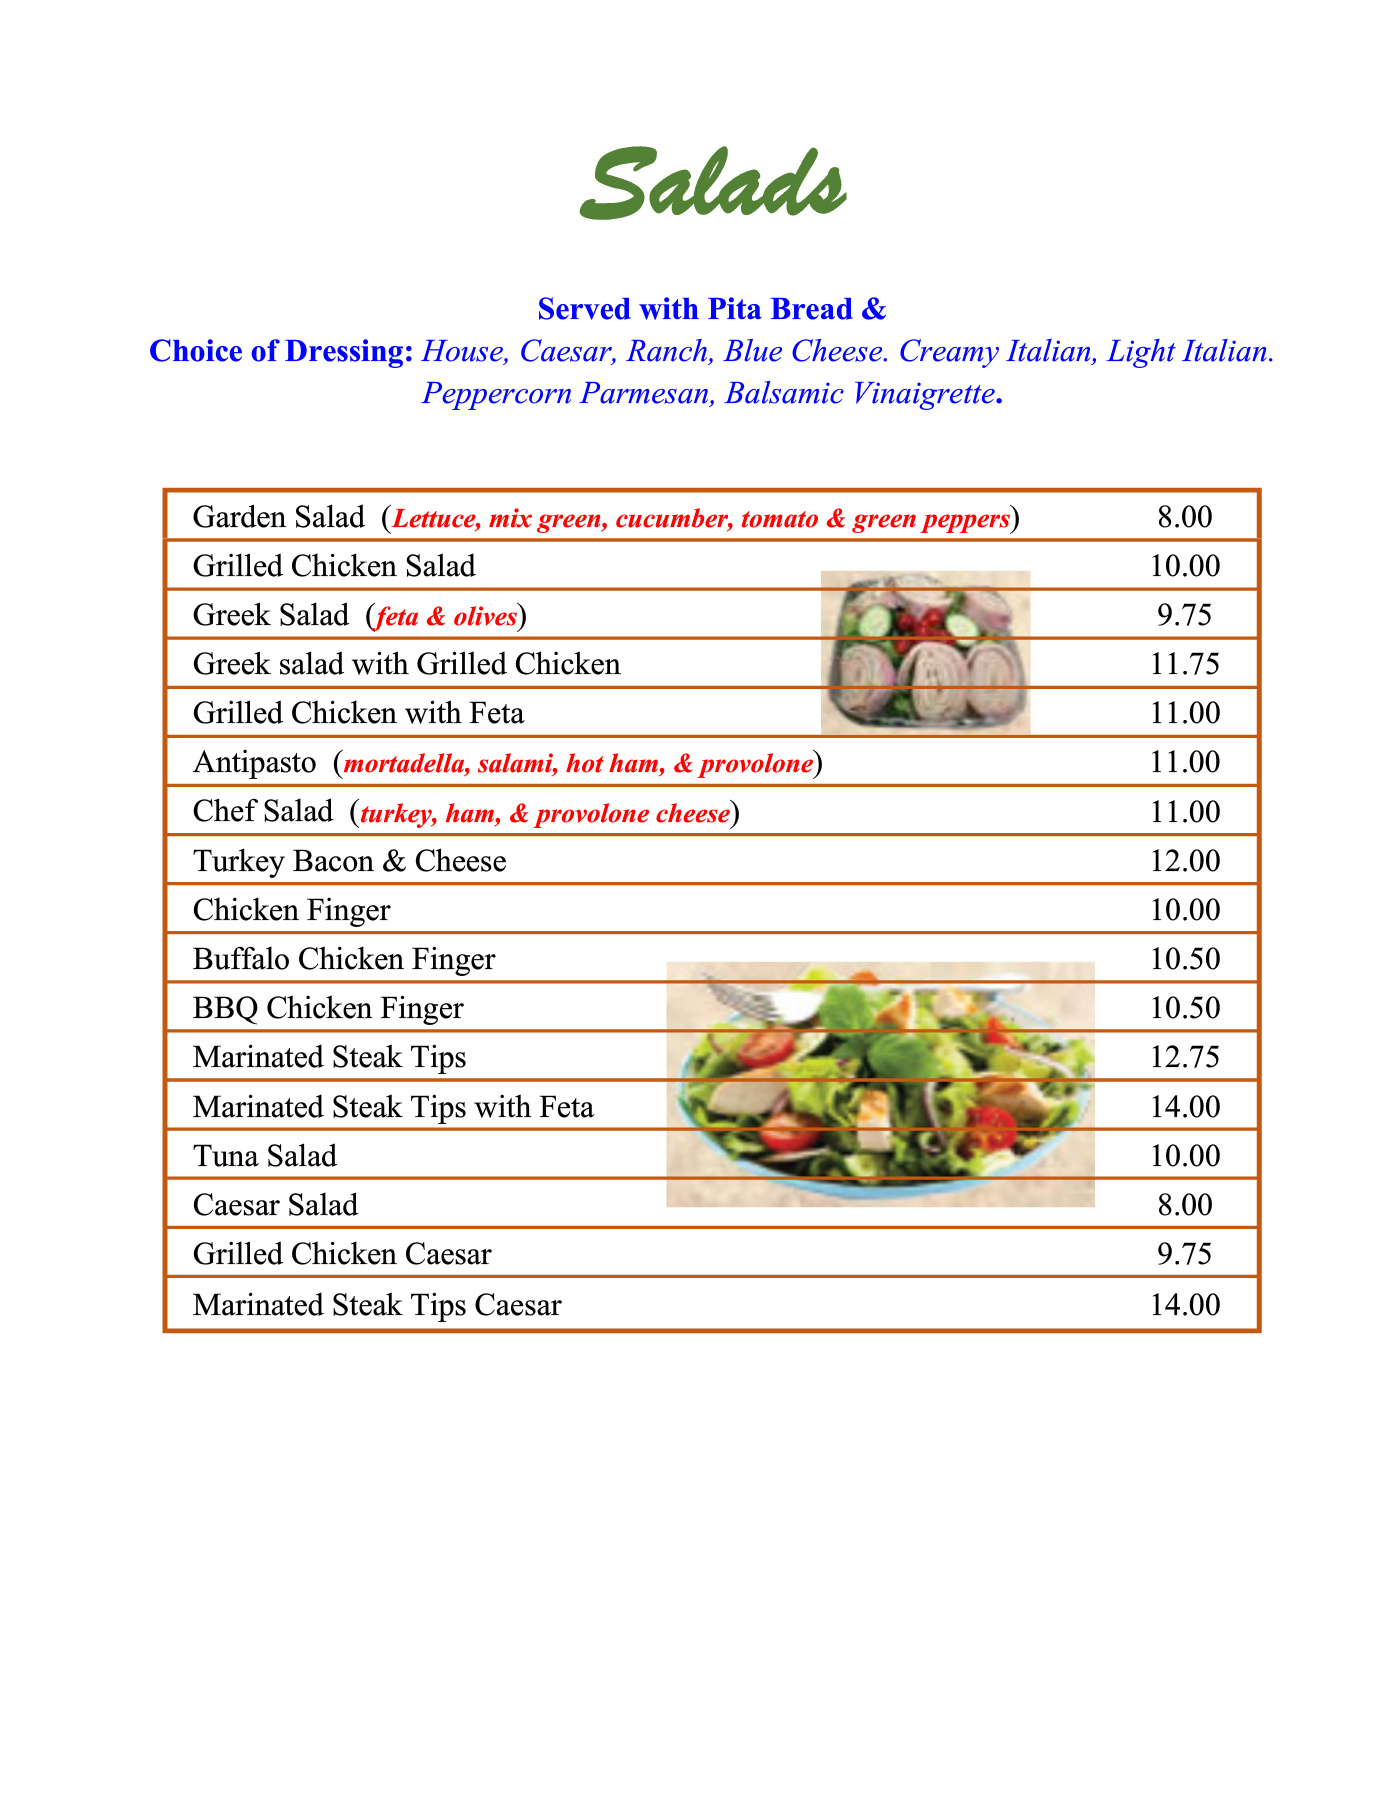 Salads
Served with Pita Bread &
Choice of Dressing: House, Caesar, Ranch, Blue Cheese. Creamy Italian, Light Italian.
Peppercorn Parmesan, Balsamic Vinaigrette.
Garden Salad (Lettuce, mix green, cucumber, tomato & green peppers) 8.00
Grilled Chicken Salad 10.00
Greek Salad (feta & olives) 9.75
Greek salad with Grilled Chicken 11.75
Grilled Chicken with Feta 11.00
Antipasto (mortadella, salami, hot ham, & provolone) 11.00
Chef Salad (turkey, ham, & provolone cheese) 11.00
Turkey Bacon & Cheese 12.00
Chicken Finger 10.00
Buffalo Chicken Finger 10.50
BBQ Chicken Finger 10.50
Marinated Steak Tips 12.75
Marinated Steak Tips with Feta 14.00
Tuna Salad 10.00
Caesar Salad 8.00
Grilled Chicken Caesar 9.75
Marinated Steak Tips Caesar 14.00